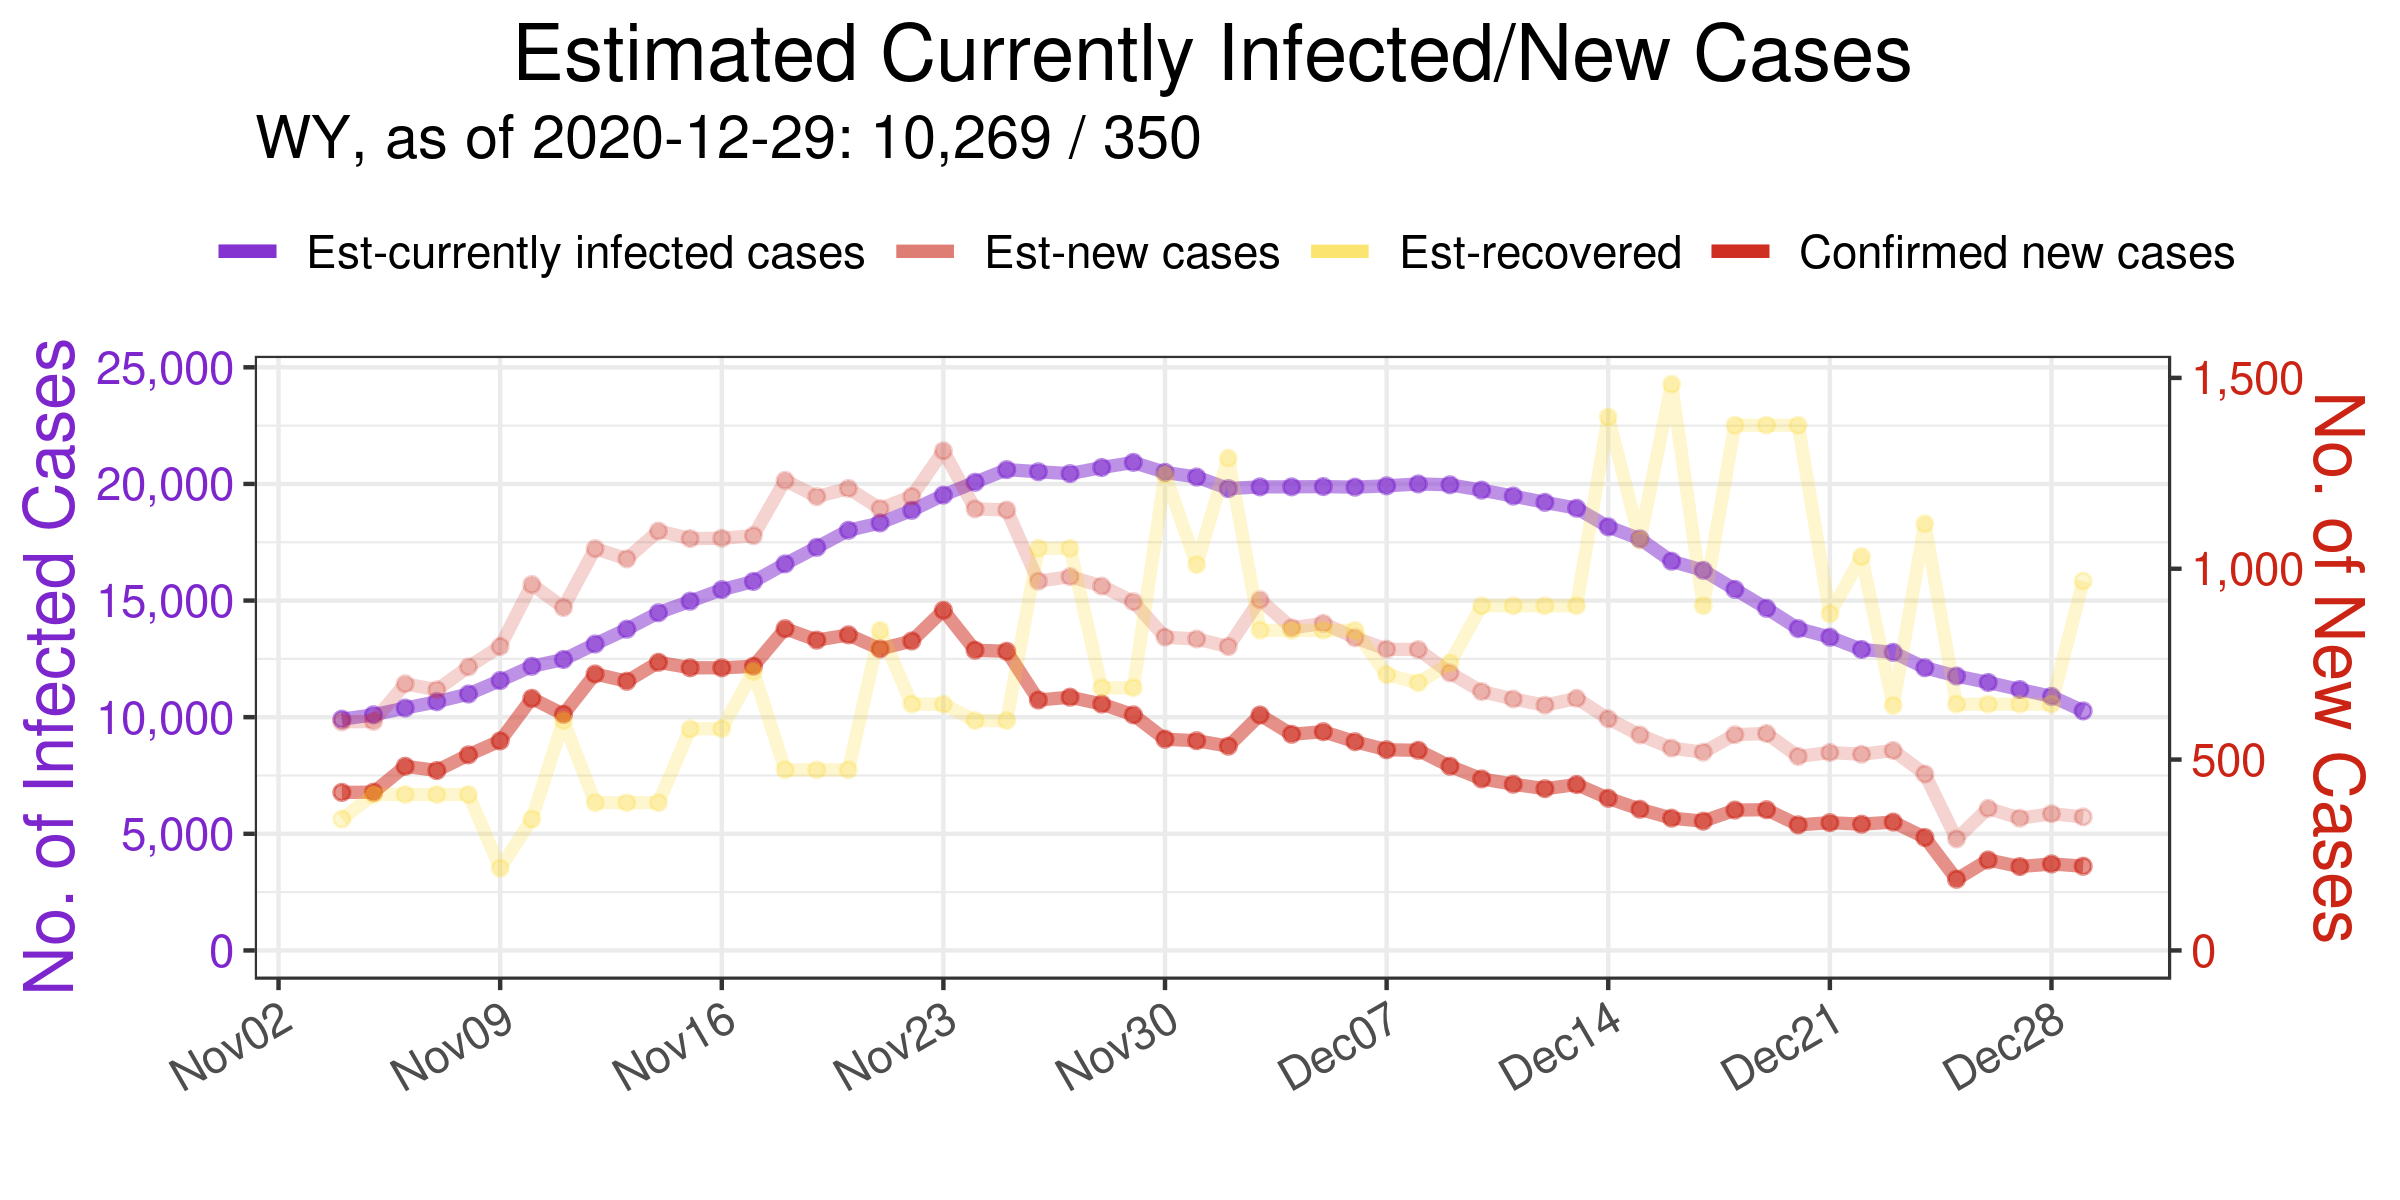 Estimated Currently Infected/New Cases
WY, as of 2020-12-29: 10,269 / 350
Est-currently infected cases Est-new cases Est-recovered Confirmed new cases
No. of Infected Cases
25,000
20,000
15,000
10,000
5,000
0
1,500
1,000
500
0
No. of New Cases
Nov02 Nov09 Nov16 Nov23 Nov30 Dec07 Dec14 Dec21 Dec28